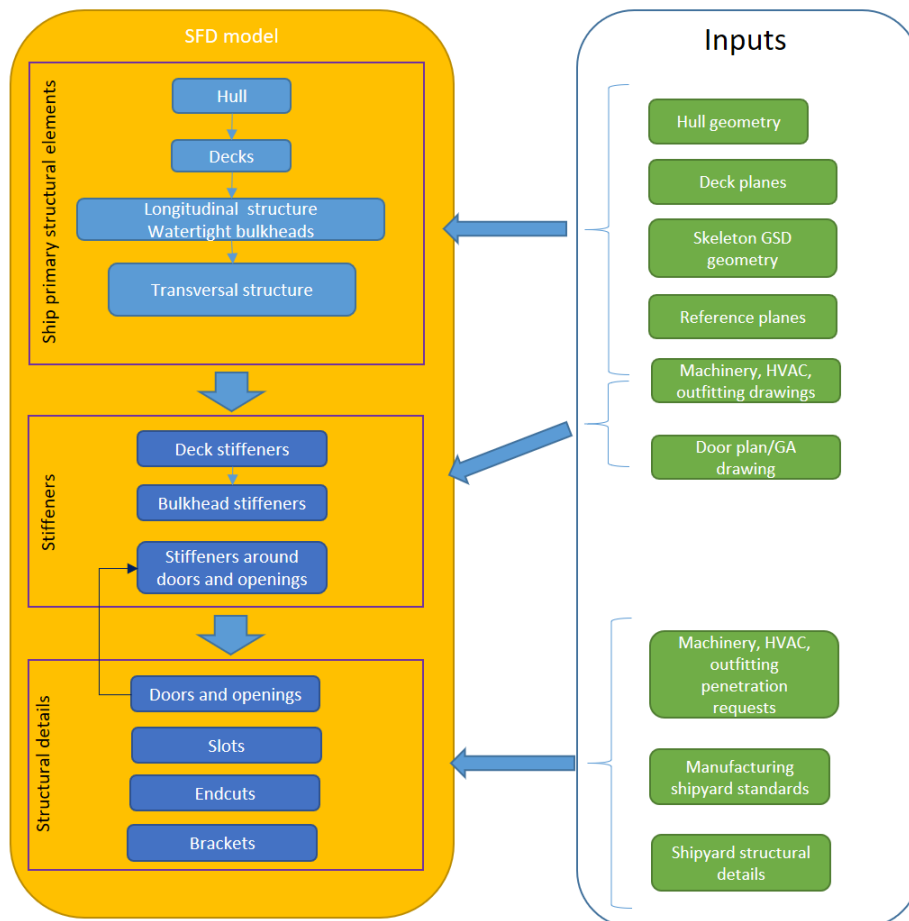 SFD model
Ship primary structural elements
Hull
Decks
Longitudinal structure
Watertight bulkheads
Transversal structure
Stiffeners
Deck stiffeners
Bulkhead stiffeners
Stiffeners around
doors and openings
Structural details
Doors and openings
Slots
Endcuts
Brackets
Inputs
Hull geometry
Deck planes
Skeleton GSD
geometry
Reference planes
Machinery, HVAC,
outfitting drawings
Door plan/GA
drawing
Machinery, HVAC,
outfitting
penetration
requests
Manufacturing
shipyard standards
Shipyard structural
details